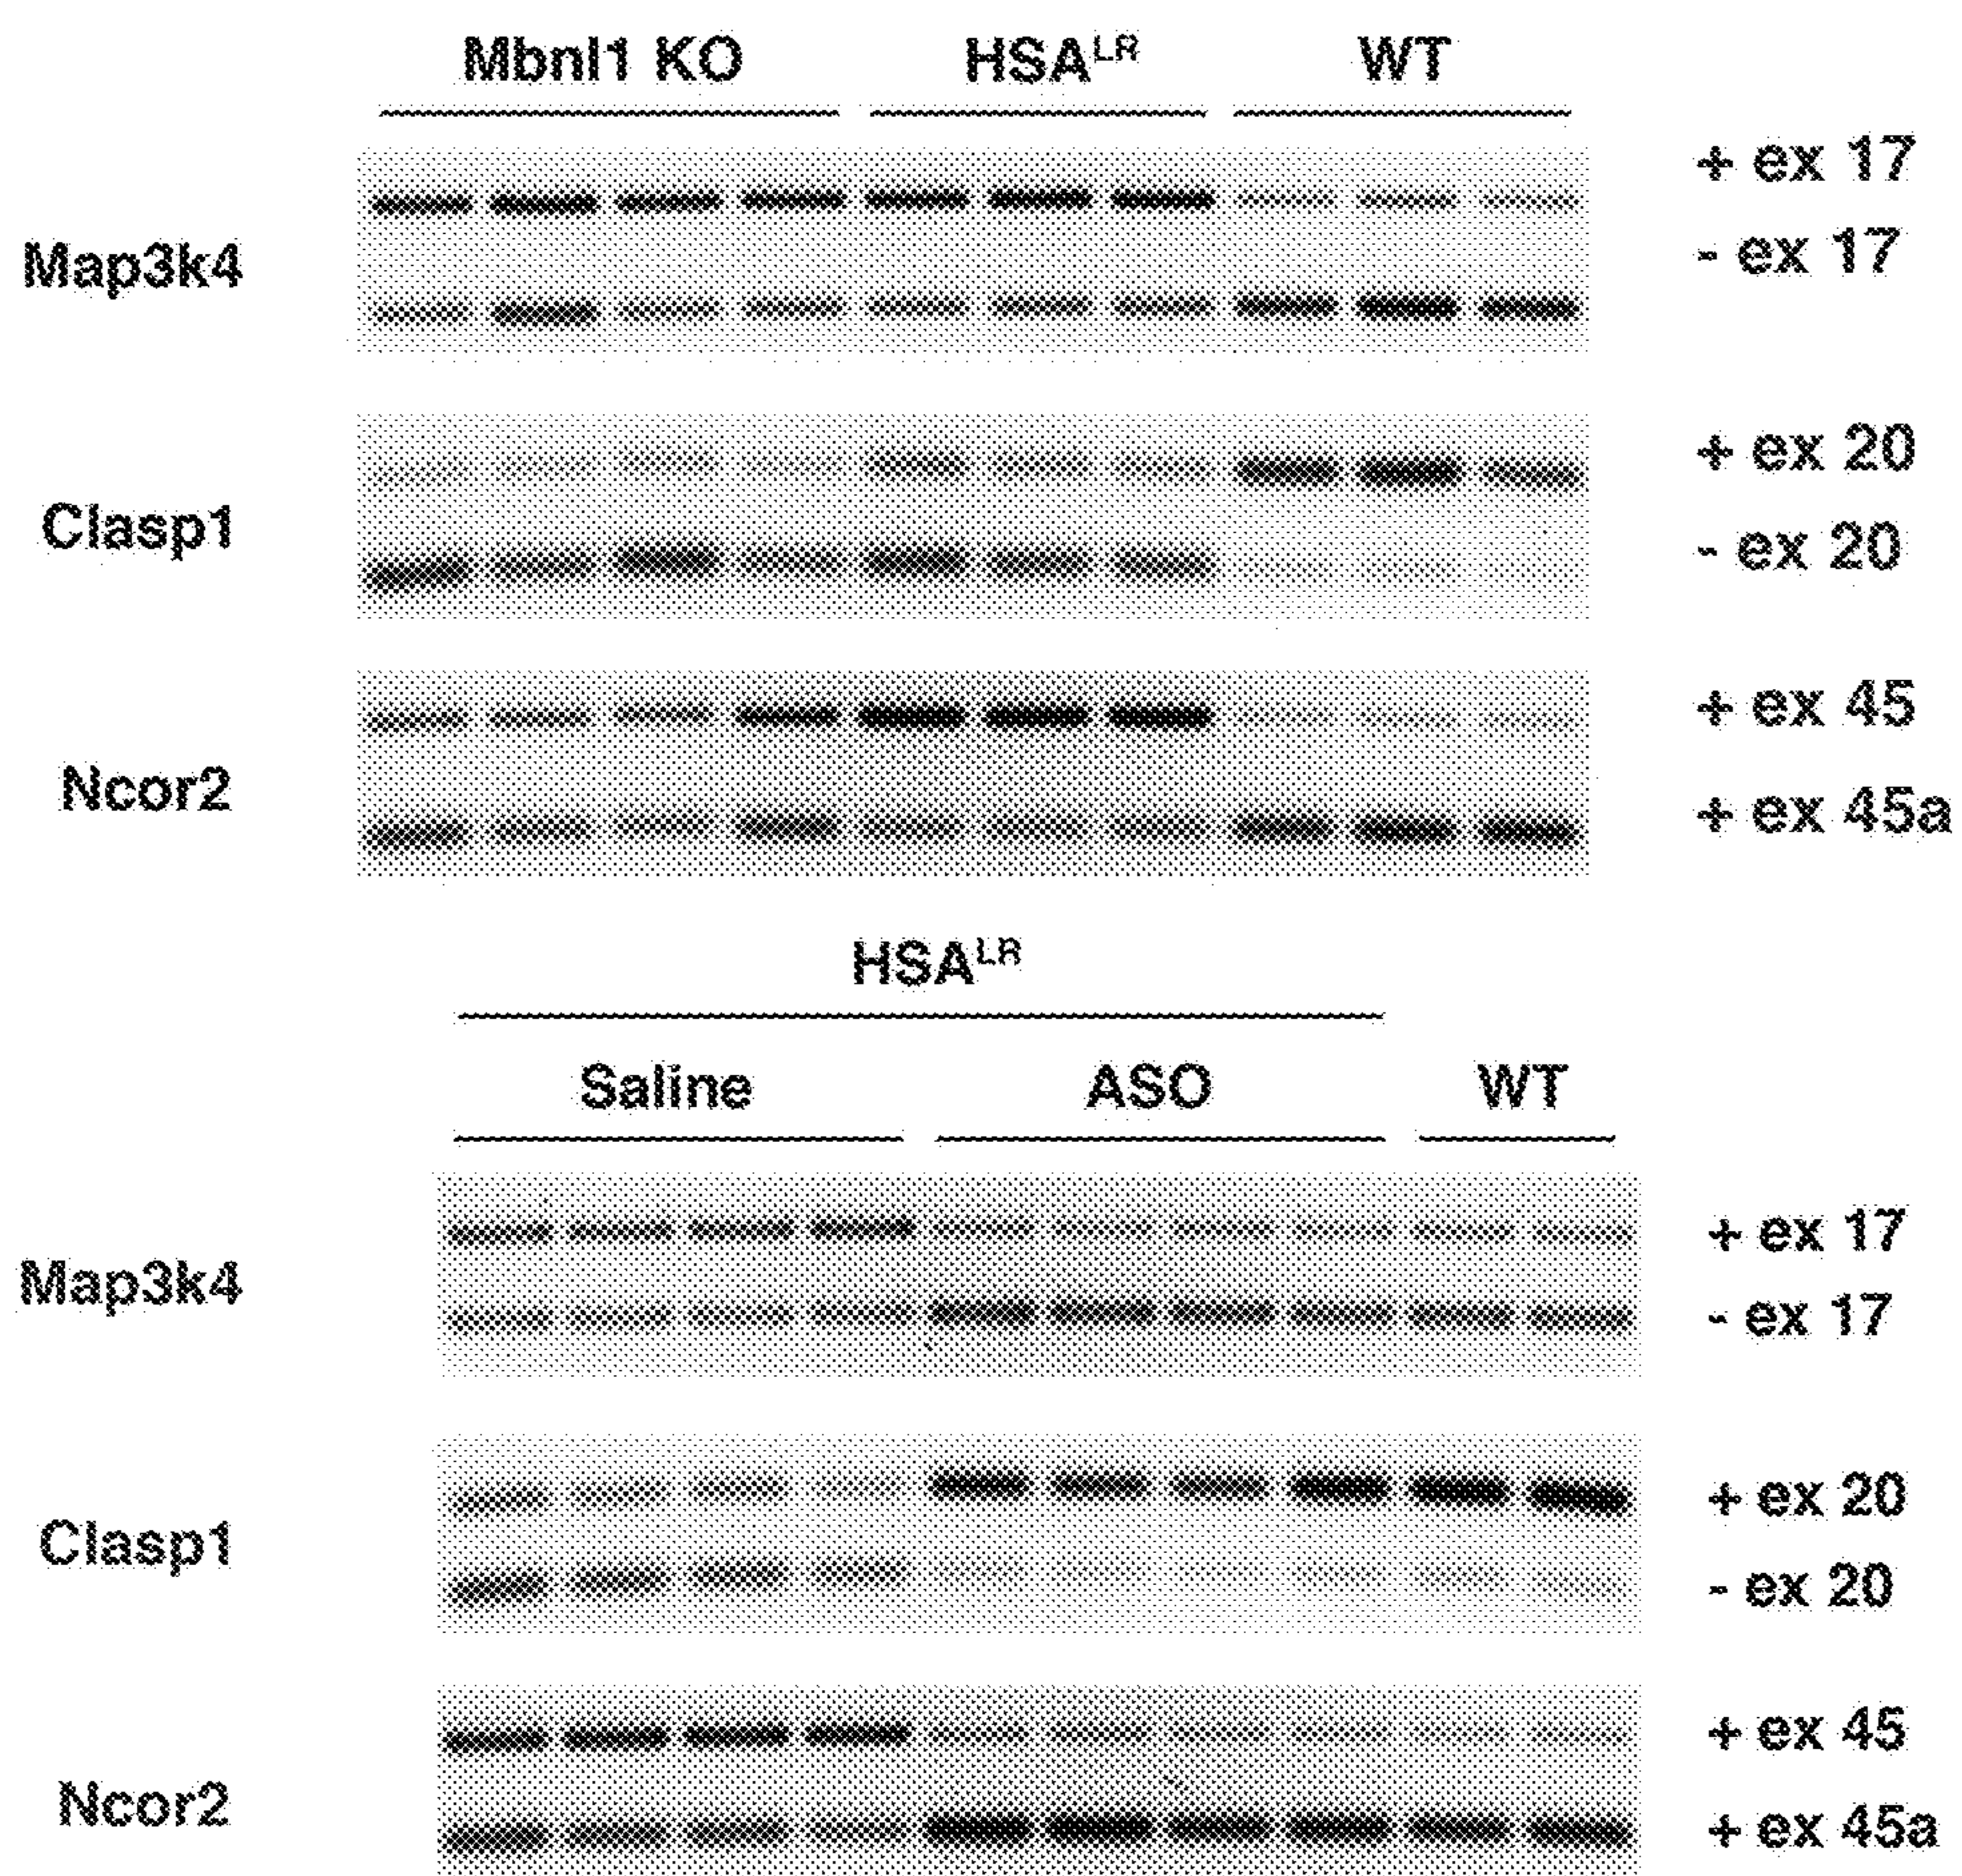 Mbnl1 KO HSA^LR WT
+ ex 17
Map3k4 - ex 17
+ ex 20
Clasp1 - ex 20
+ ex 45
Ncor2
+ ex 45a
HSA^LR
Saline ASO WT
+ ex 17
Map3k4
- ex 17
+ ex 20
Clasp1
- ex 20
+ ex 45
Ncor2
+ ex 45a